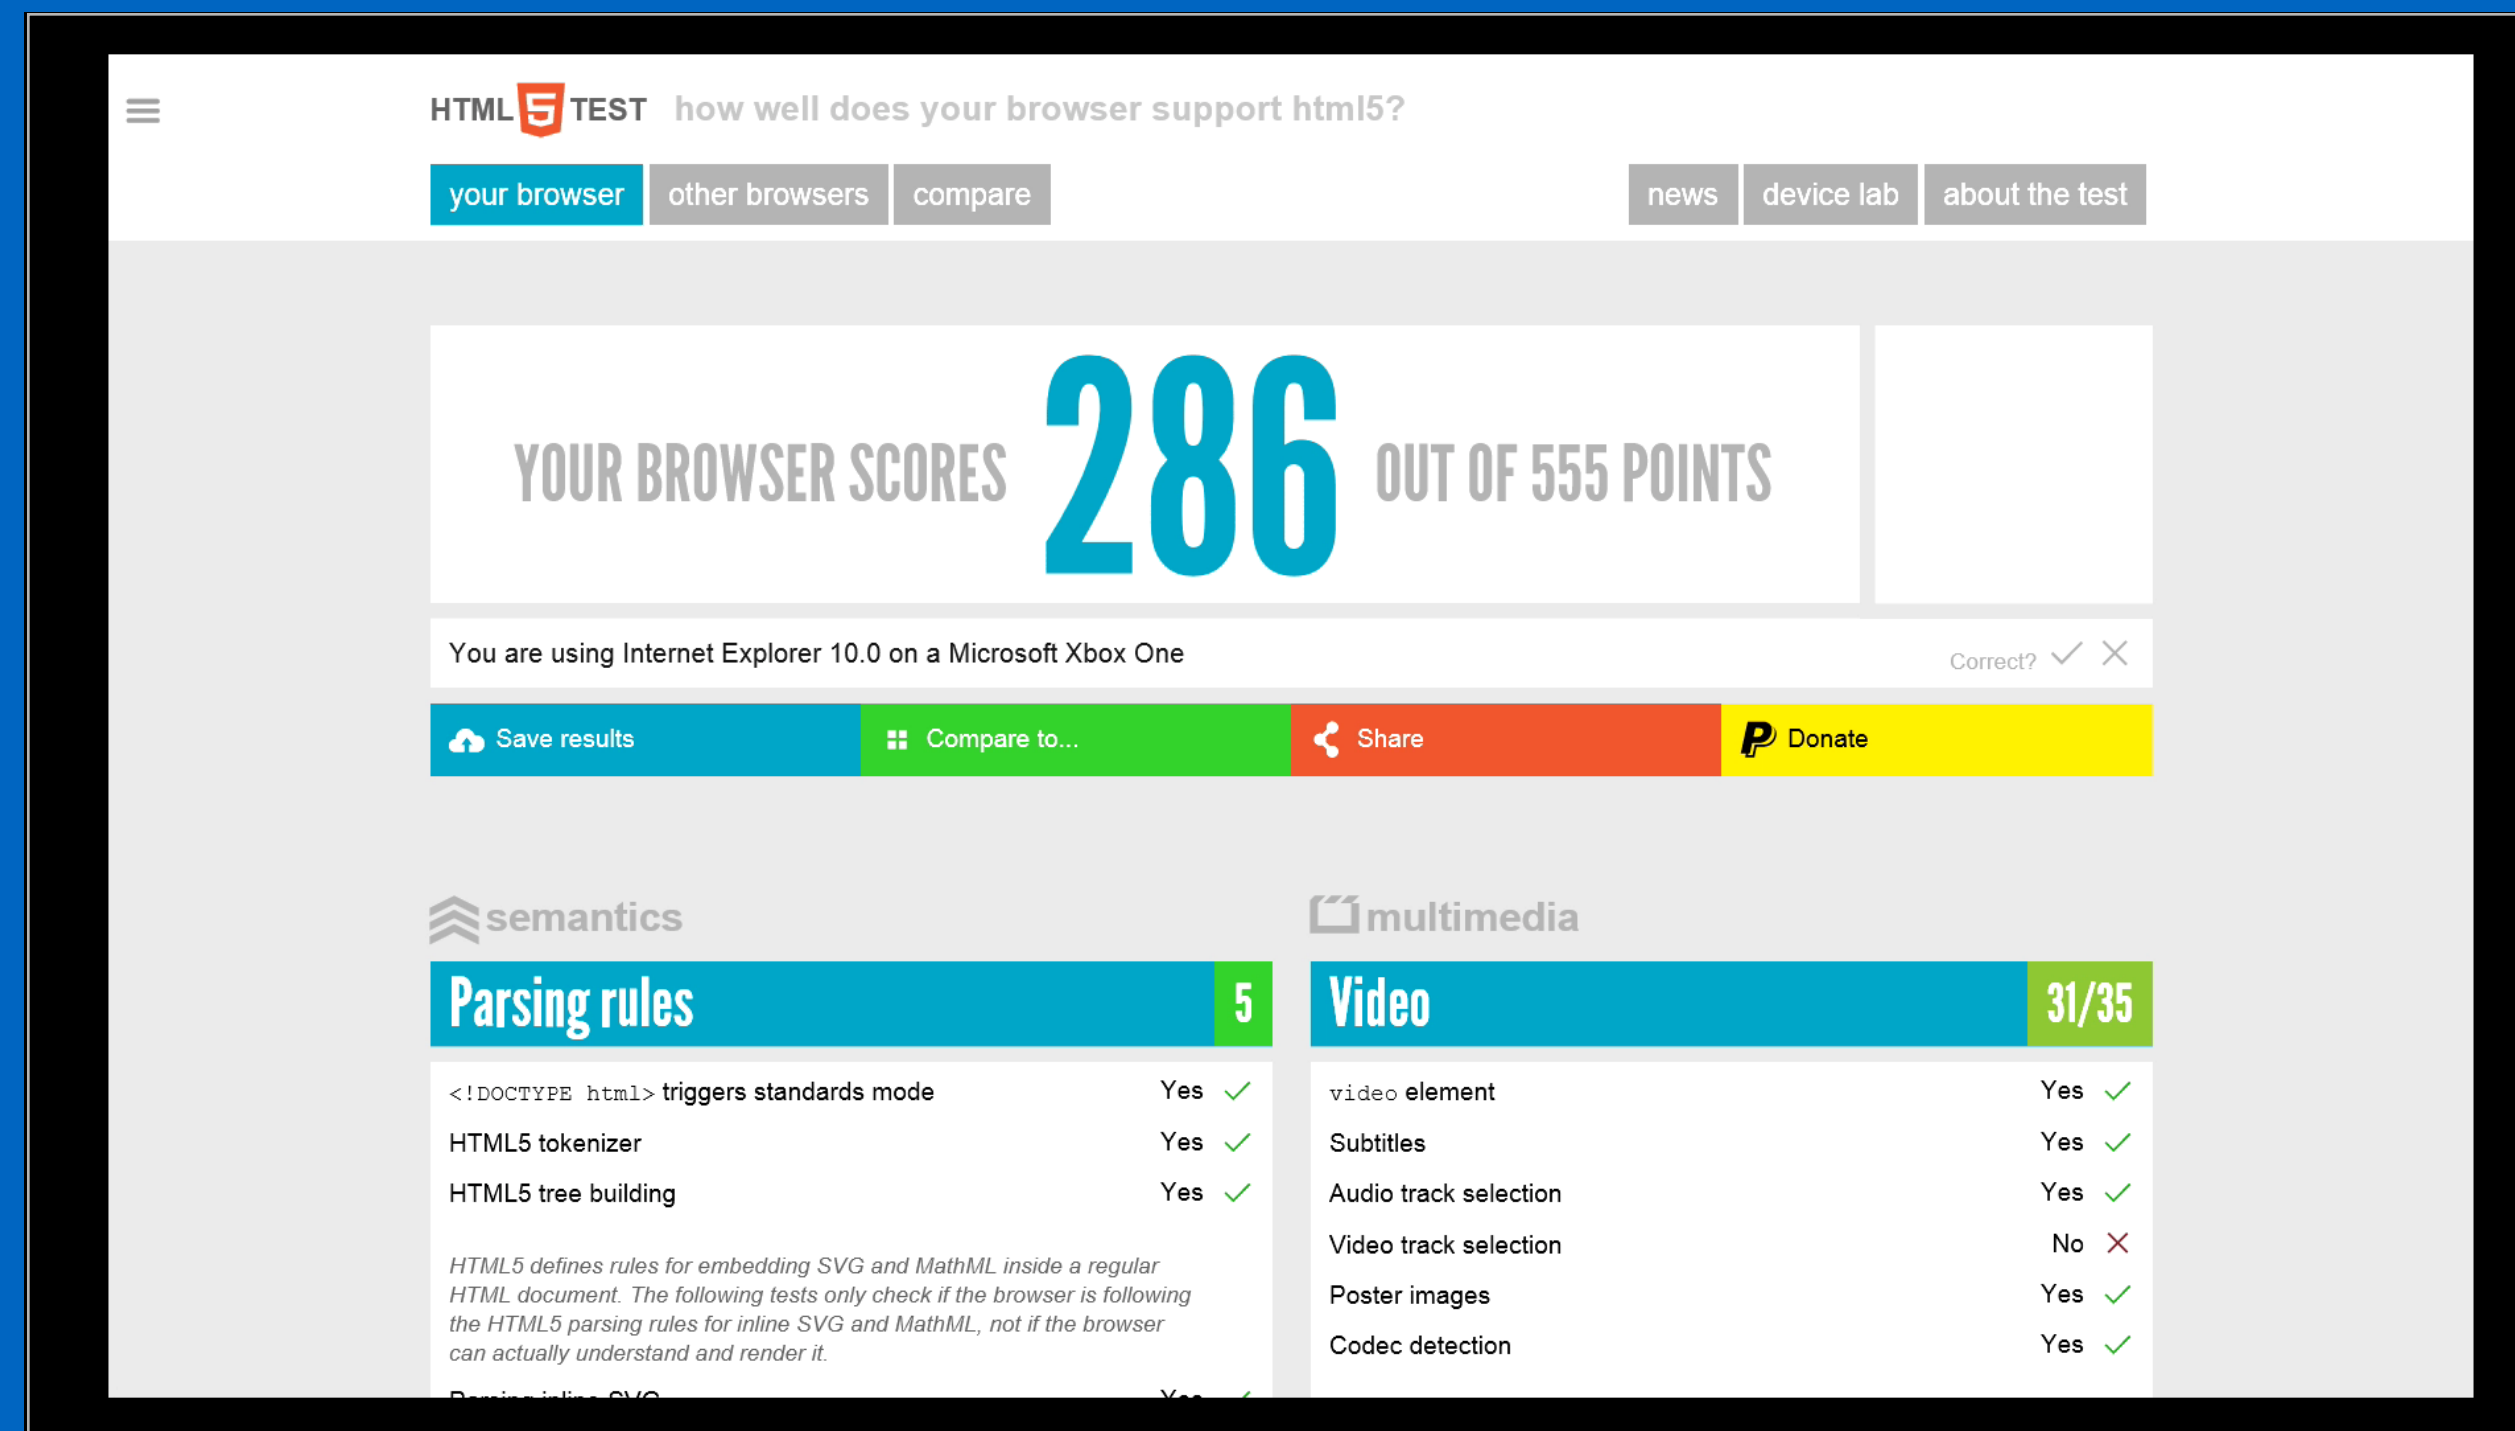 HTML 5 TEST how well does your browser support html5?
your browser other browsers compare news device lab about the test
YOUR BROWSER SCORES 286 OUT OF 555 POINTS
You are using Internet Explorer 10.0 on a Microsoft Xbox One Correct?
Save results Compare to... Share Donate
semantics
Parsing rules 5
<!DOCTYPE html> triggers standards mode Yes
HTML5 tokenizer Yes
HTML5 tree building Yes
HTML5 defines rules for embedding SVG and MathML inside a regular
HTML document. The following tests only check if the browser is following
the HTML5 parsing rules for inline SVG and MathML, not if the browser
can actually understand and render it.
Parsing inline SVG Yes
multimedia
Video 31/35
video element Yes
Subtitles Yes
Audio track selection Yes
Video track selection No
Poster images Yes
Codec detection Yes